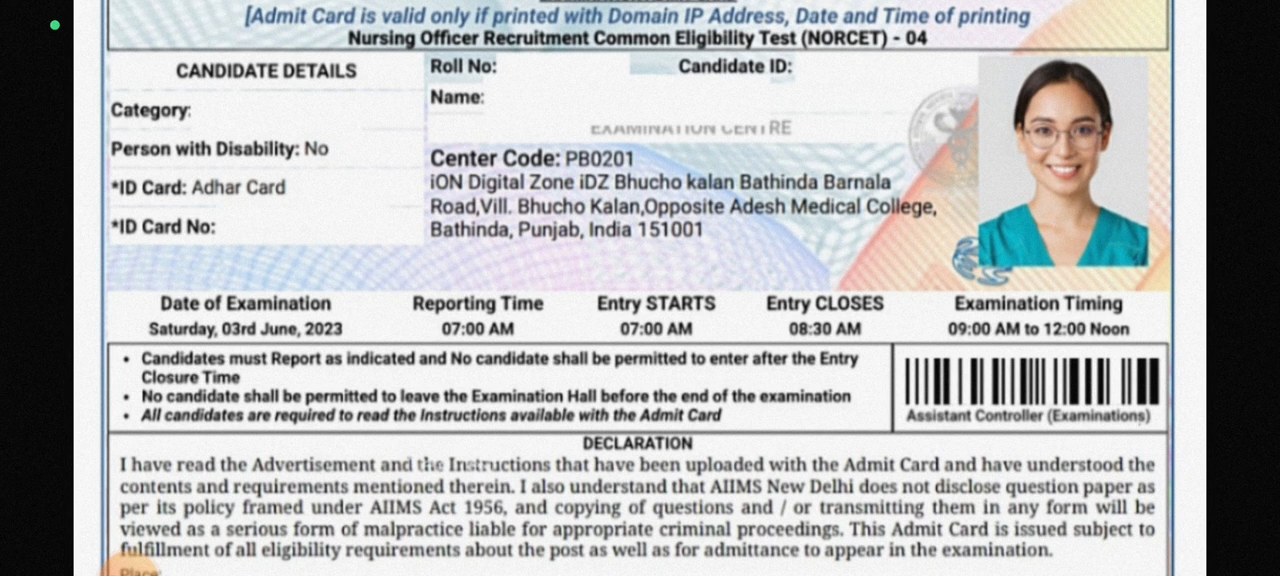 [Admit Card is valid only if printed with Domain IP Address, Date and Time of printing
Nursing Officer Recruitment Common Eligibility Test (NORCET) - 04
CANDIDATE DETAILS
Category:
Person with Disability: No
*ID Card: Adhar Card
*ID Card No:
Roll No: Candidate ID:
Name:
EXAMINATION CENTRE
Center Code: PB0201
iON Digital Zone iDZ Bhucho kalan Bathinda Barnala
Road,Vill. Bhucho Kalan,Opposite Adesh Medical College,
Bathinda, Punjab, India 151001
Date of Examination Reporting Time Entry STARTS Entry CLOSES Examination Timing
Saturday, 03rd June, 2023 07:00 AM 07:00 AM 08:30 AM 09:00 AM to 12:00 Noon
• Candidates must Report as indicated and No candidate shall be permitted to enter after the Entry
Closure Time
• No candidate shall be permitted to leave the Examination Hall before the end of the examination
• All candidates are required to read the Instructions available with the Admit Card
Assistant Controller (Examinations)
DECLARATION
I have read the Advertisement and the Instructions that have been uploaded with the Admit Card and have understood the
contents and requirements mentioned therein. I also understand that AIIMS New Delhi does not disclose question paper as
per its policy framed under AIIMS Act 1956, and copying of questions and / or transmitting them in any form will be
viewed as a serious form of malpractice liable for appropriate criminal proceedings. This Admit Card is issued subject to
fulfillment of all eligibility requirements about the post as well as for admittance to appear in the examination.
Place: